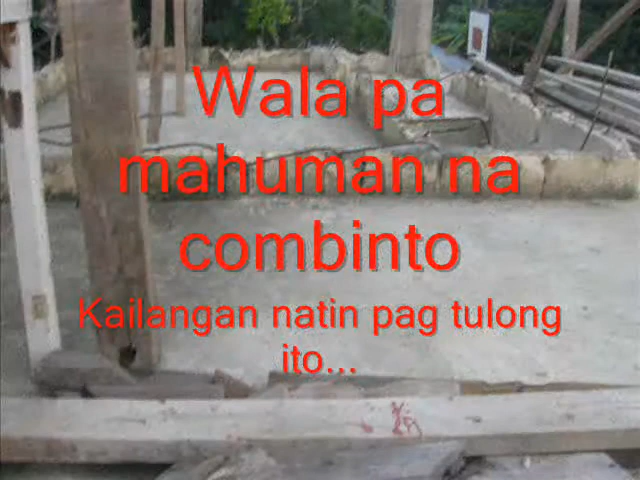 Wala pa
mahuman na
combinto
Kailangan natin pag tulong
ito...